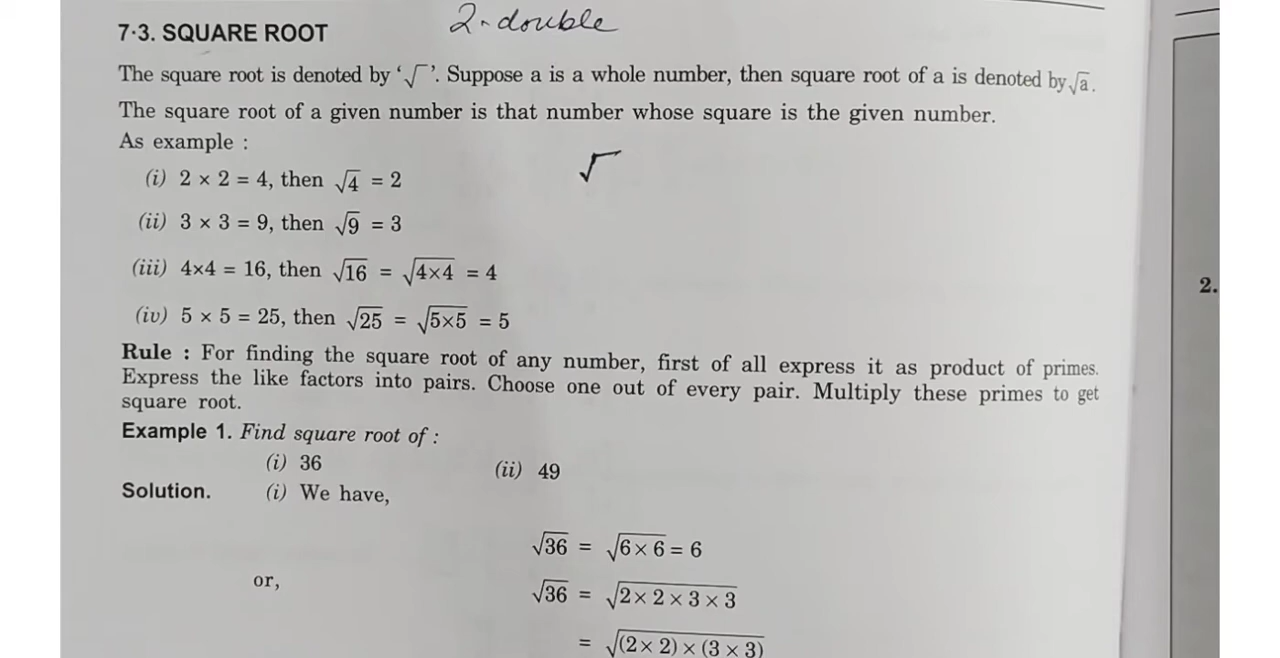 7·3. SQUARE ROOT 2-double
The square root is denoted by ‘√ ’. Suppose a is a whole number, then square root of a is denoted by √a.
The square root of a given number is that number whose square is the given number.
As example :
√
(i) 2 × 2 = 4, then √4 = 2
(ii) 3 × 3 = 9, then √9 = 3
(iii) 4×4 = 16, then √16 = √4×4 = 4
(iv) 5 × 5 = 25, then √25 = √5×5 = 5
Rule : For finding the square root of any number, first of all express it as product of primes.
Express the like factors into pairs. Choose one out of every pair. Multiply these primes to get
square root.
Example 1. Find square root of :
(i) 36 (ii) 49
Solution. (i) We have,
√36 = √6 × 6 = 6
or, √36 = √2 × 2 × 3 × 3
= √(2 × 2) × (3 × 3)
2.